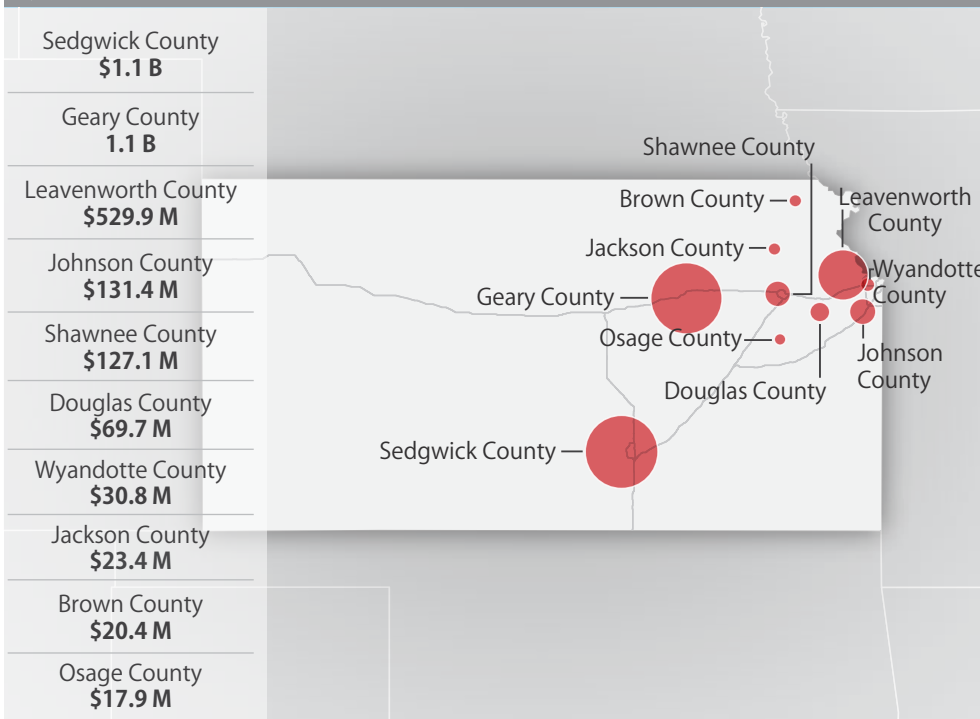 Sedgwick County
$1.1 B
Geary County
1.1 B
Leavenworth County
$529.9 M
Johnson County
$131.4 M
Shawnee County
$127.1 M
Douglas County
$69.7 M
Wyandotte County
$30.8 M
Jackson County
$23.4 M
Brown County
$20.4 M
Osage County
$17.9 M
Shawnee County
Brown County
Leavenworth
County
Jackson County
Wyandotte
County
Geary County
Osage County
Johnson
County
Douglas County
Sedgwick County